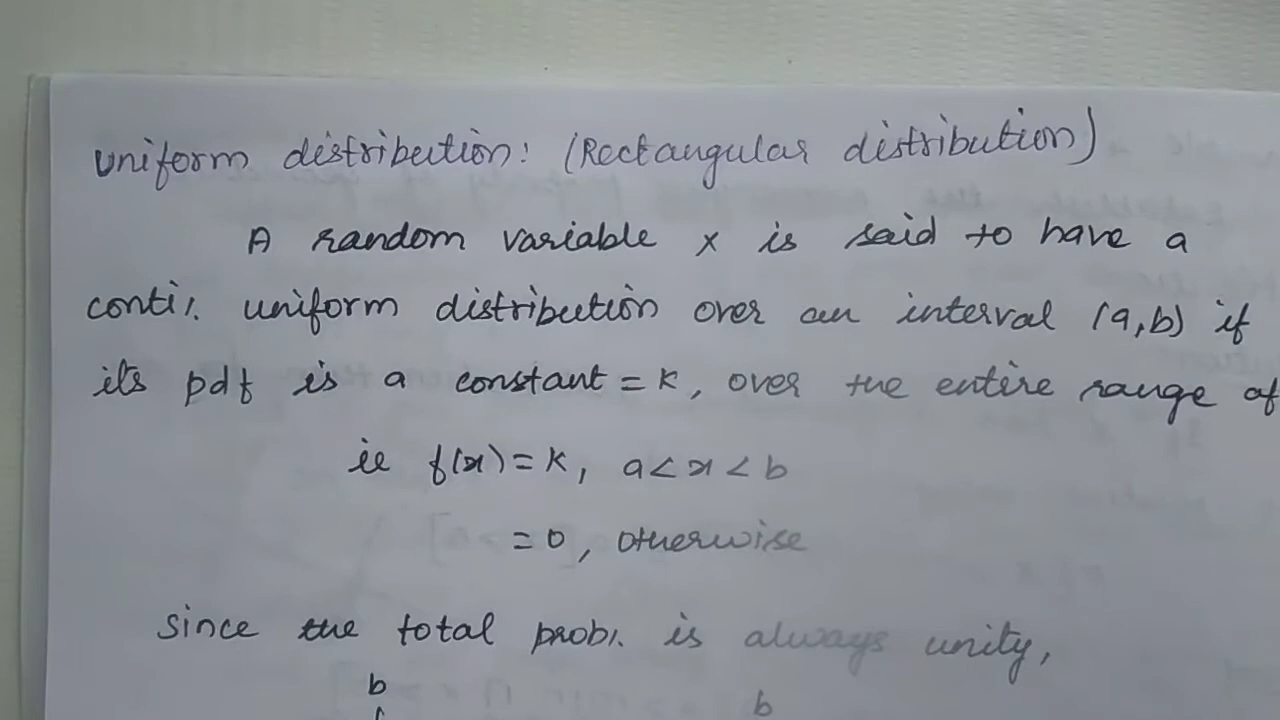 uniform distribution: (Rectangular distribution)
A random variable x is said to have a
conti/. uniform distribution over an interval (a,b) if
its pdf is a constant = k, over the entire range of
ie f(x) = k, a < x < b
= 0, otherwise
since the total prob/. is always unity,
b b